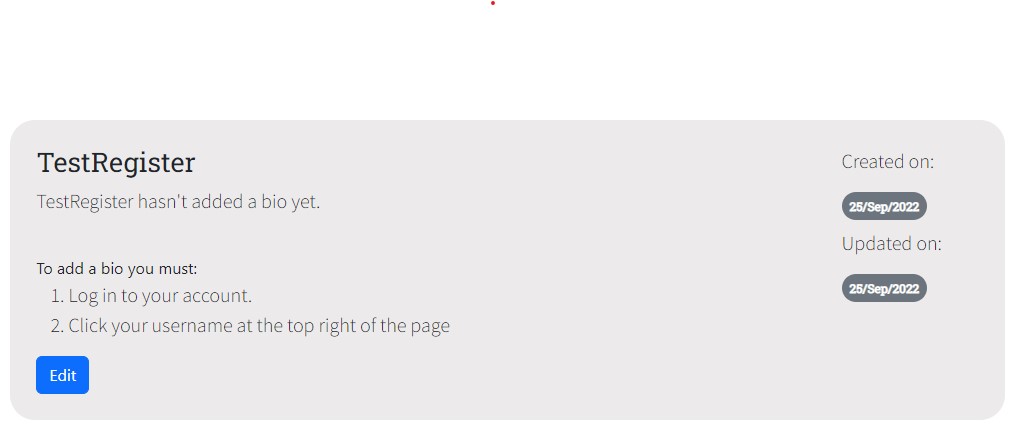 TestRegister
TestRegister hasn't added a bio yet.
To add a bio you must:
1. Log in to your account.
2. Click your username at the top right of the page
Edit
Created on:
25/Sep/2022
Updated on:
25/Sep/2022